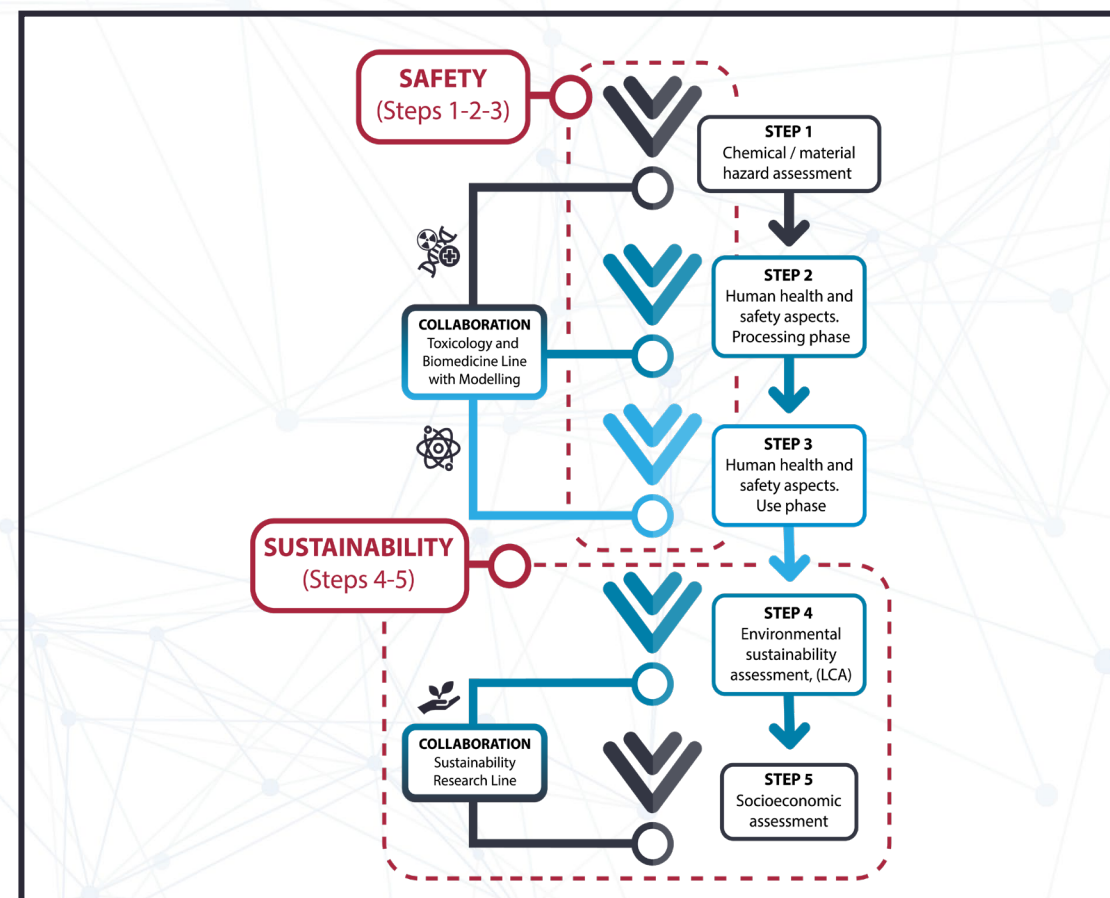 SAFETY
(Steps 1-2-3)
STEP 1
Chemical / material
hazard assessment
STEP 2
Human health and
safety aspects.
Processing phase
COLLABORATION
Toxicology and
Biomedicine Line
with Modelling
STEP 3
Human health and
safety aspects.
Use phase
SUSTAINABILITY
(Steps 4-5)
STEP 4
Environmental
sustainability
assessment, (LCA)
COLLABORATION
Sustainability
Research Line
STEP 5
Socioeconomic
assessment